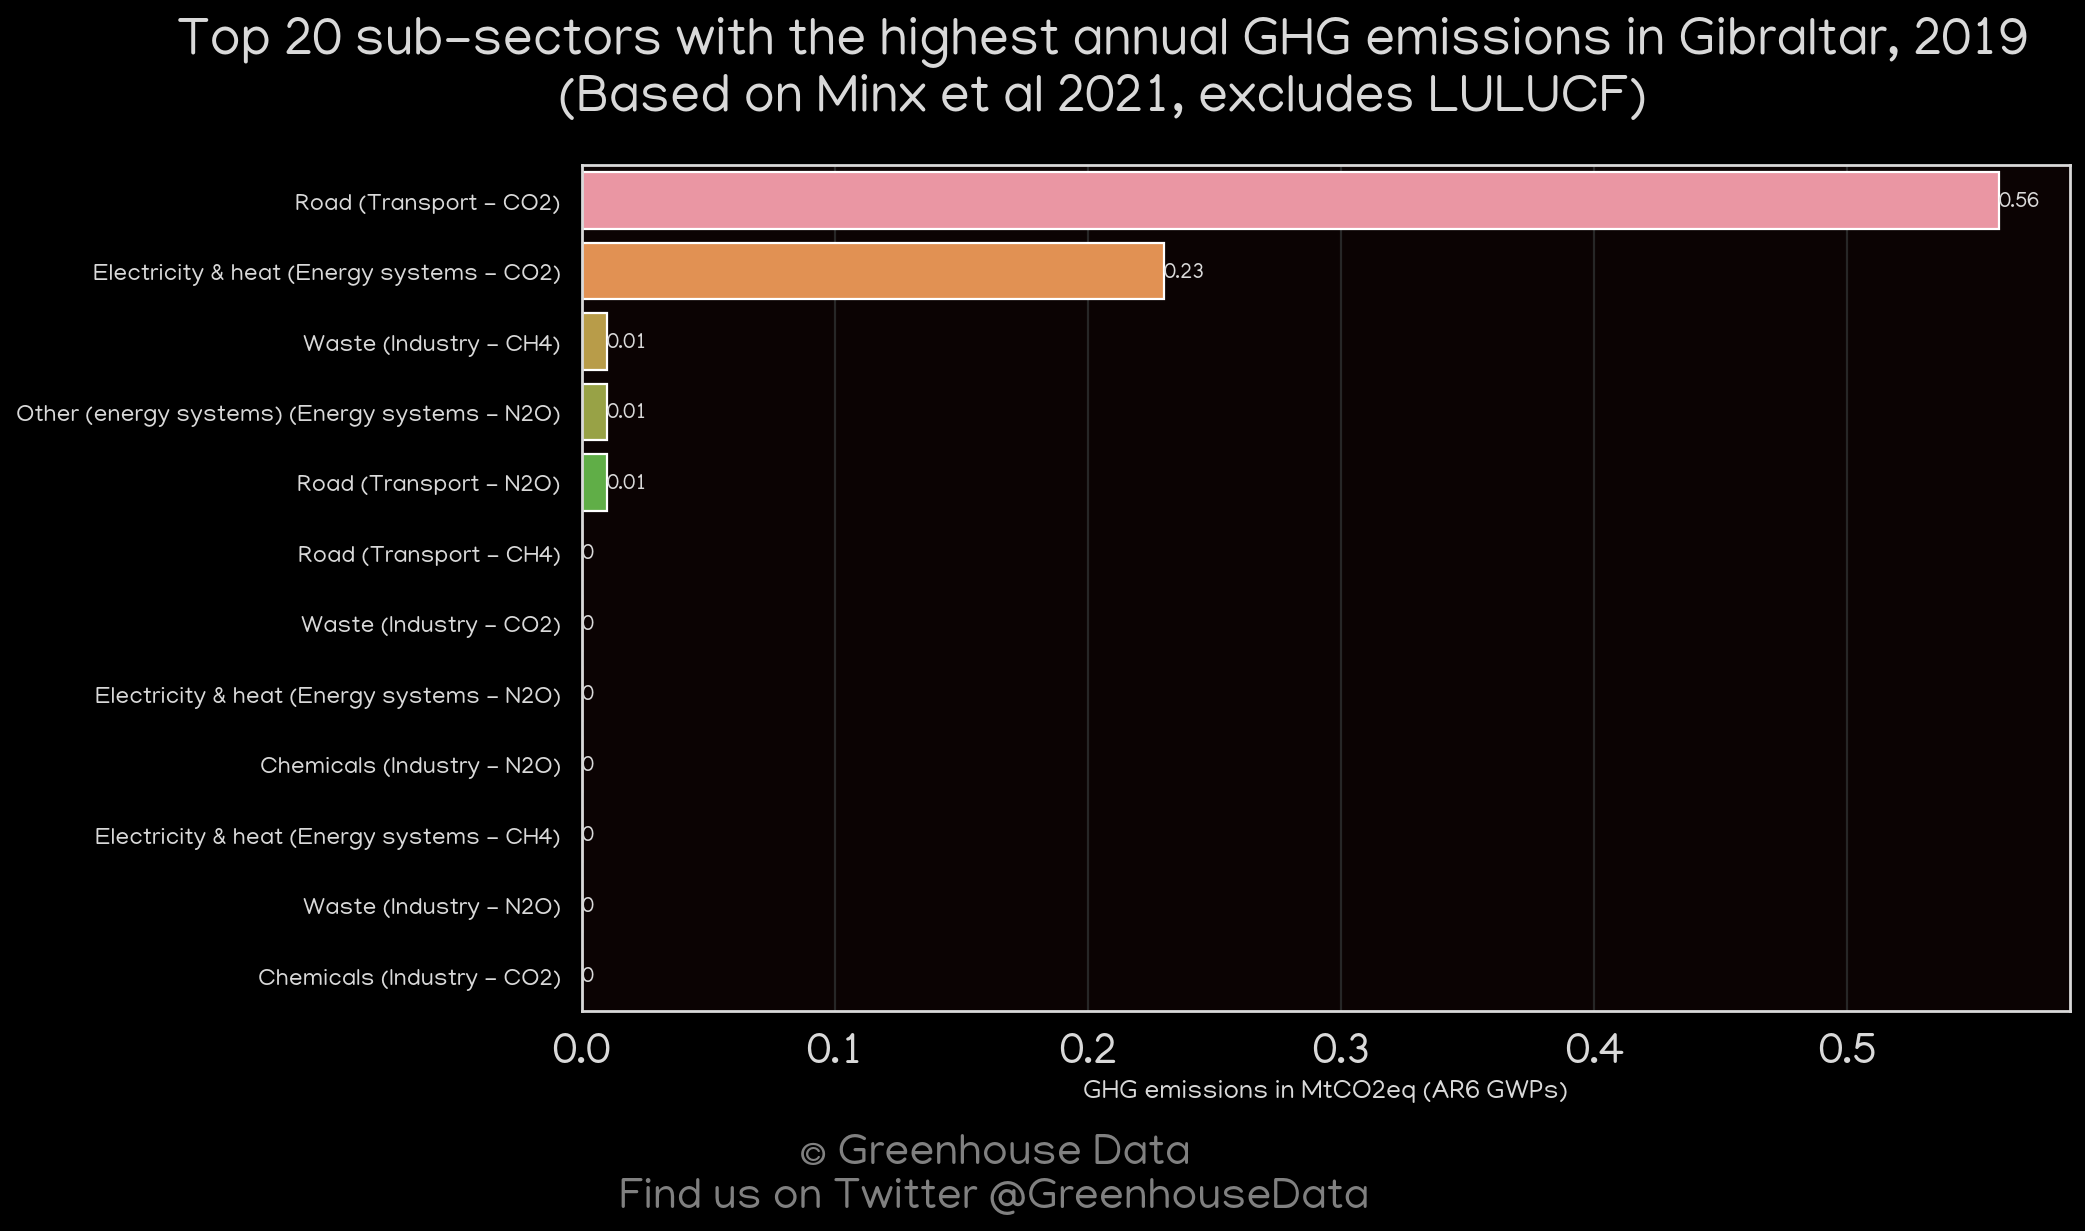 Top 20 sub-sectors with the highest annual GHG emissions in Gibraltar, 2019
(Based on Minx et al 2021, excludes LULUCF)
Road (Transport - CO2) 0.56
Electricity & heat (Energy systems - CO2) 0.23
Waste (Industry - CH4) 0.01
Other (energy systems) (Energy systems - N2O) 0.01
Road (Transport - N2O) 0.01
Road (Transport - CH4) 0
Waste (Industry - CO2) 0
Electricity & heat (Energy systems - N2O) 0
Chemicals (Industry - N2O) 0
Electricity & heat (Energy systems - CH4) 0
Waste (Industry - N2O) 0
Chemicals (Industry - CO2) 0
0.0 0.1 0.2 0.3 0.4 0.5
GHG emissions in MtCO2eq (AR6 GWPs)
© Greenhouse Data
Find us on Twitter @GreenhouseData